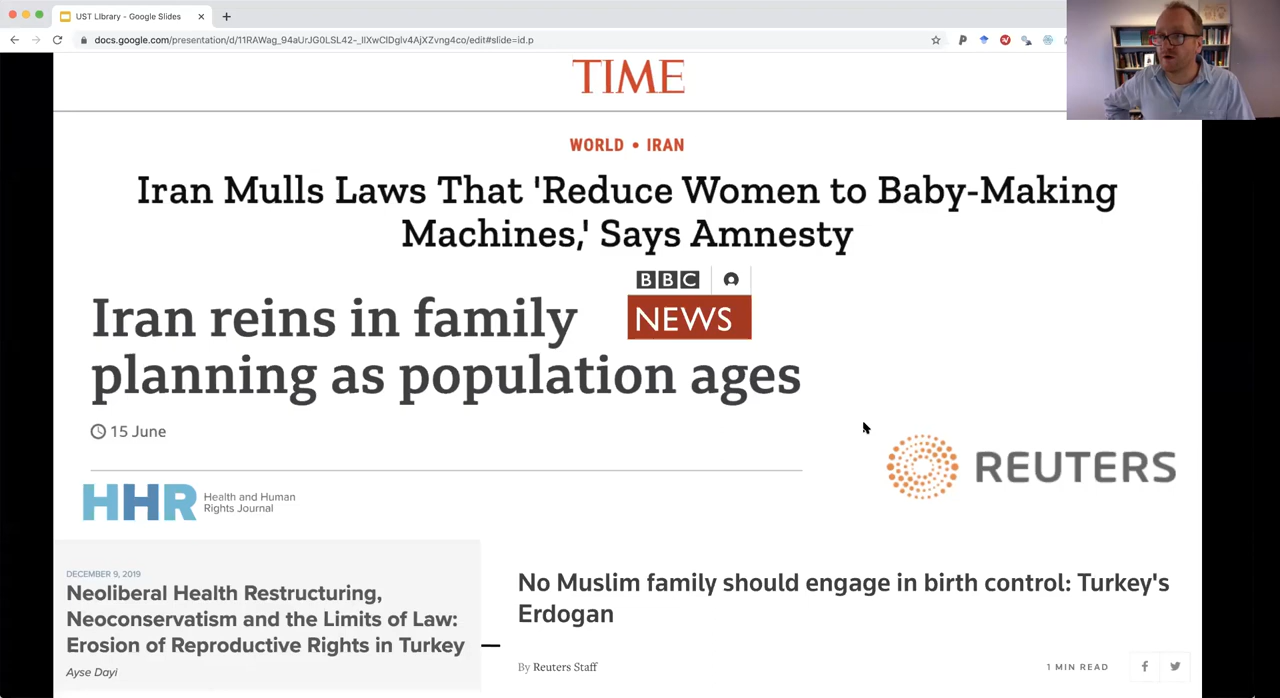 UST LIbrary - Google Slides
docs.google.com/presentation/d/11RAWag_94aUrJG0LSL42-_IIXwCIDglv4AjXZvng4co/edit#slide=id.p
TIME
WORLD • IRAN
Iran Mulls Laws That 'Reduce Women to Baby-Making
Machines,' Says Amnesty
BBC
NEWS
Iran reins in family
planning as population ages
15 June
REUTERS
HHR Health and Human
Rights Journal
DECEMBER 9, 2019
Neoliberal Health Restructuring,
Neoconservatism and the Limits of Law:
Erosion of Reproductive Rights in Turkey
Ayse Dayi
No Muslim family should engage in birth control: Turkey's
Erdogan
By Reuters Staff
1 MIN READ